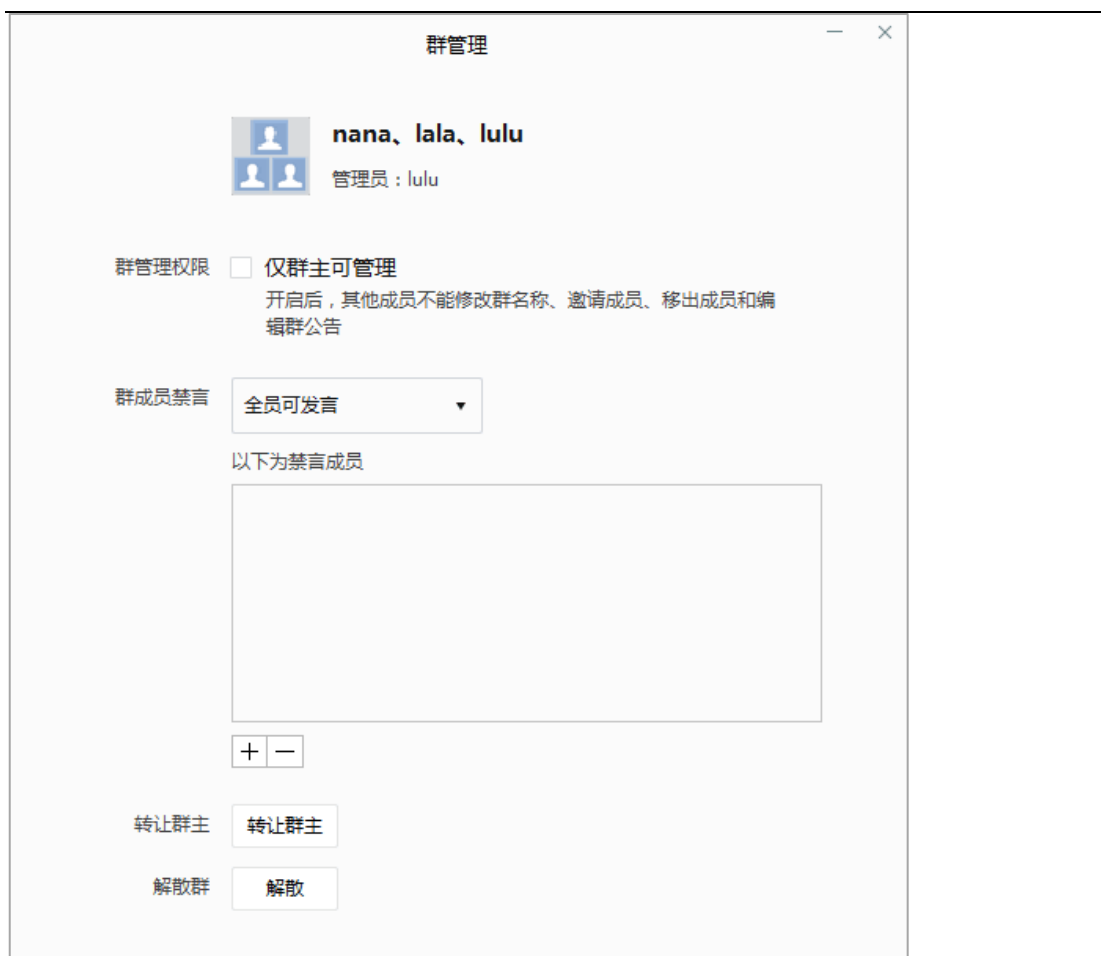 群管理
nana、lala、lulu
管理员：lulu
群管理权限 仅群主可管理
开启后，其他成员不能修改群名称、邀请成员、移出成员和编
辑群公告
群成员禁言 全员可发言
以下为禁言成员
转让群主 转让群主
解散群 解散